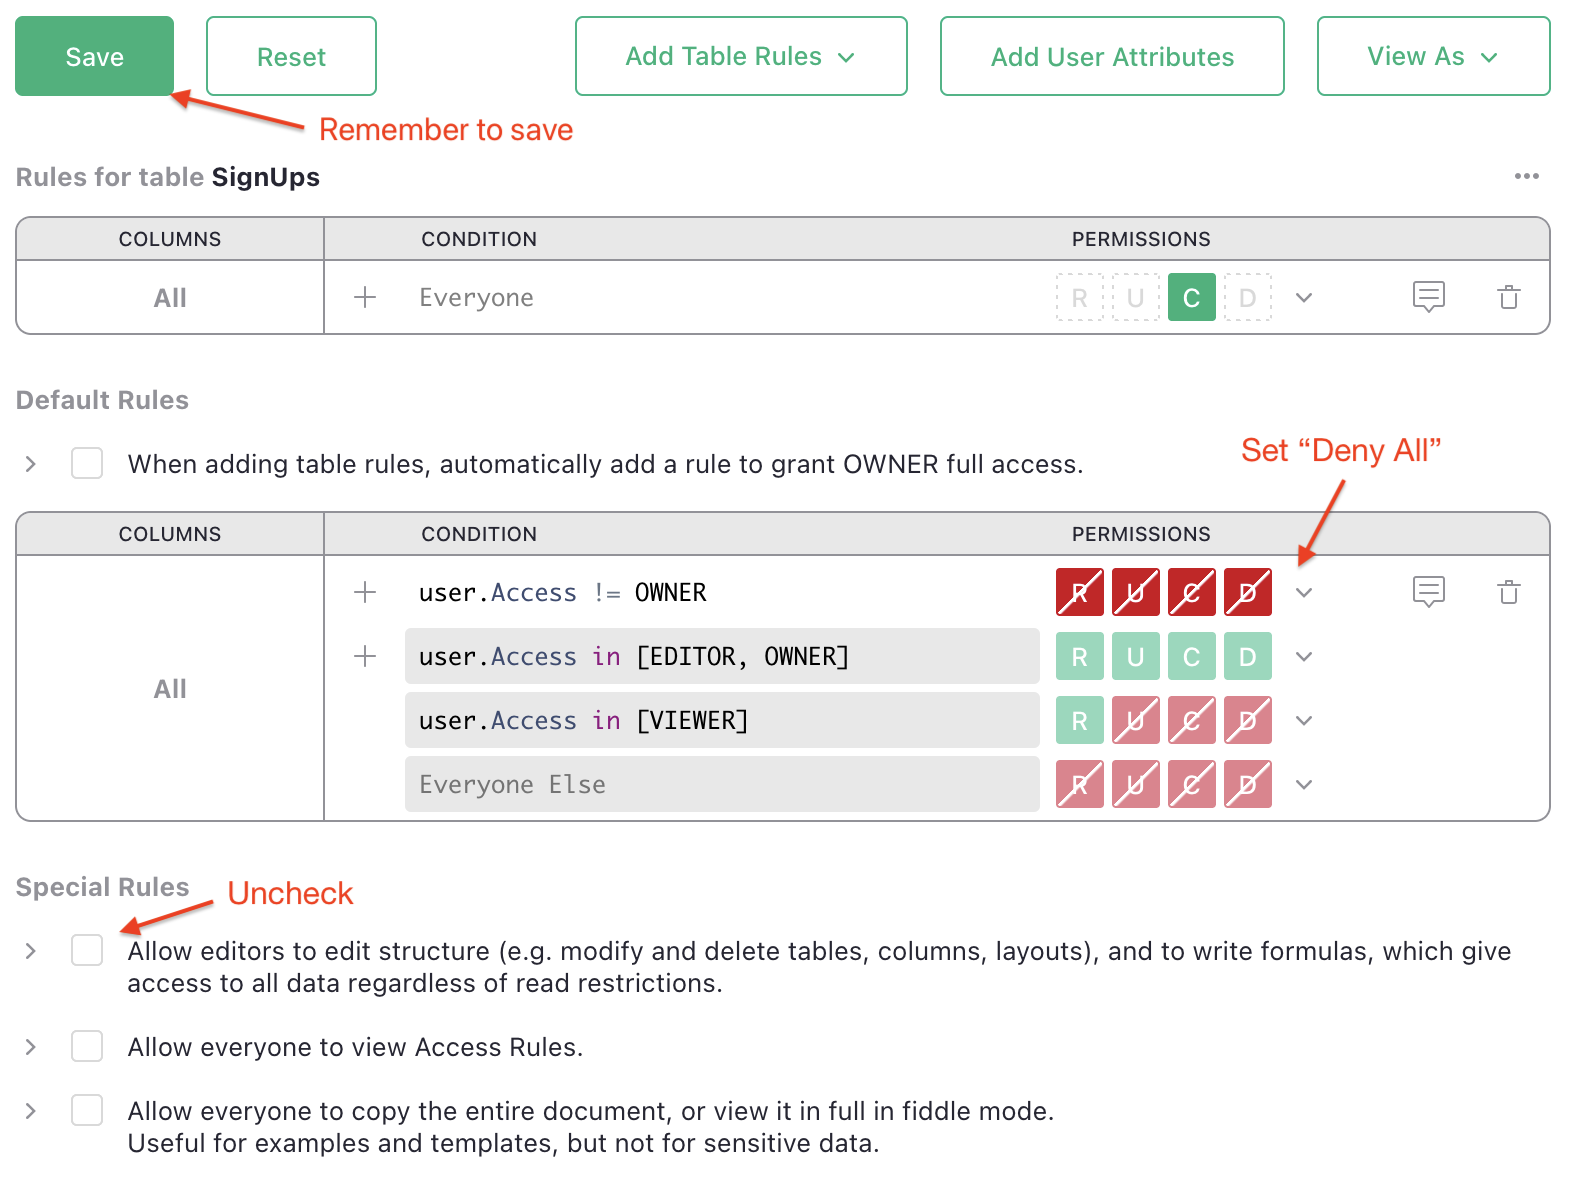 Save
Reset
Add Table Rules
Add User Attributes
View As
Remember to save
Rules for table SignUps
COLUMNS
CONDITION
PERMISSIONS
All
Everyone
R U C D
Default Rules
Set “Deny All”
When adding table rules, automatically add a rule to grant OWNER full access.
COLUMNS
CONDITION
PERMISSIONS
All
user.Access != OWNER
R U C D
user.Access in [EDITOR, OWNER]
R U C D
user.Access in [VIEWER]
R U C D
Everyone Else
R U C D
Special Rules
Uncheck
Allow editors to edit structure (e.g. modify and delete tables, columns, layouts), and to write formulas, which give
access to all data regardless of read restrictions.
Allow everyone to view Access Rules.
Allow everyone to copy the entire document, or view it in full in fiddle mode.
Useful for examples and templates, but not for sensitive data.